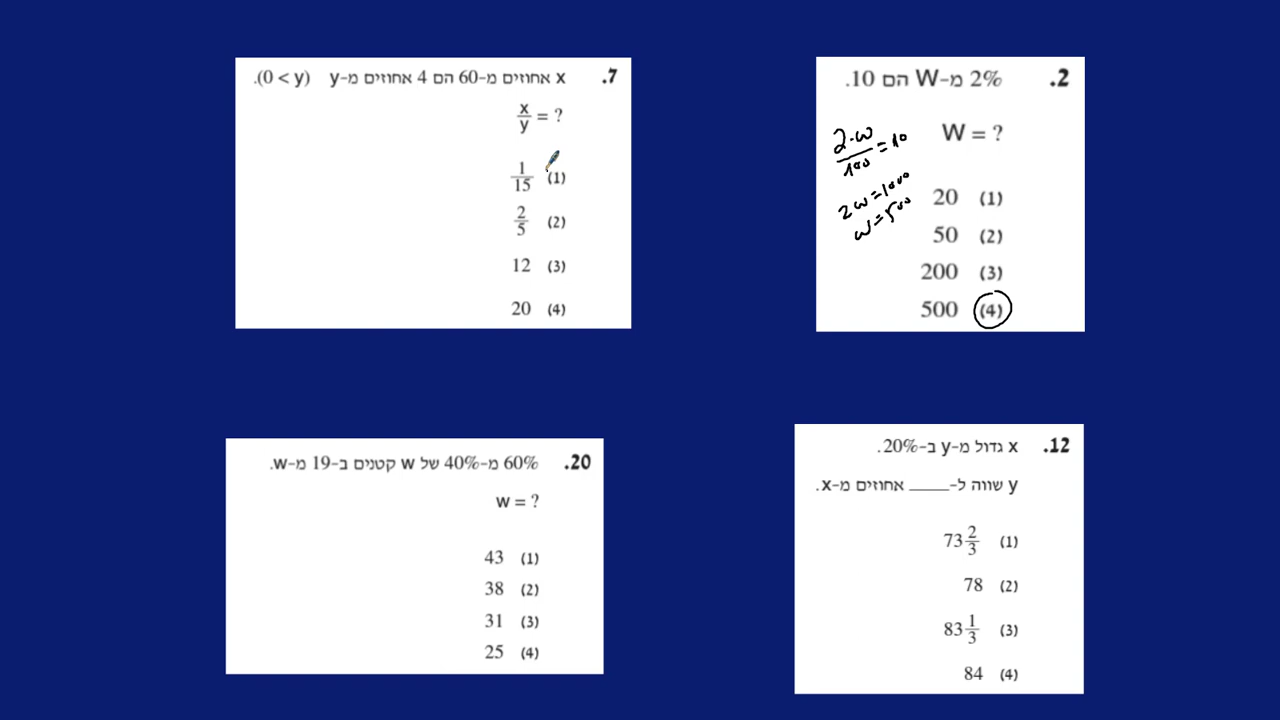 .2 2% מ-W הם 10.
W = ?
2·w/100 = 10
2w=1000
w=500
(1) 20
(2) 50
(3) 200
(4) 500
.7 x אחוזים מ-60 הם 4 אחוזים מ-y (0 < y).
x/y = ?
(1) 1/15
(2) 2/5
(3) 12
(4) 20
.12 x גדול מ-y ב-20%.
y שווה ל-_____ אחוזים מ-x.
(1) 73 2/3
(2) 78
(3) 83 1/3
(4) 84
.20 60% מ-40% של w קטנים ב-19 מ-w.
w = ?
(1) 43
(2) 38
(3) 31
(4) 25